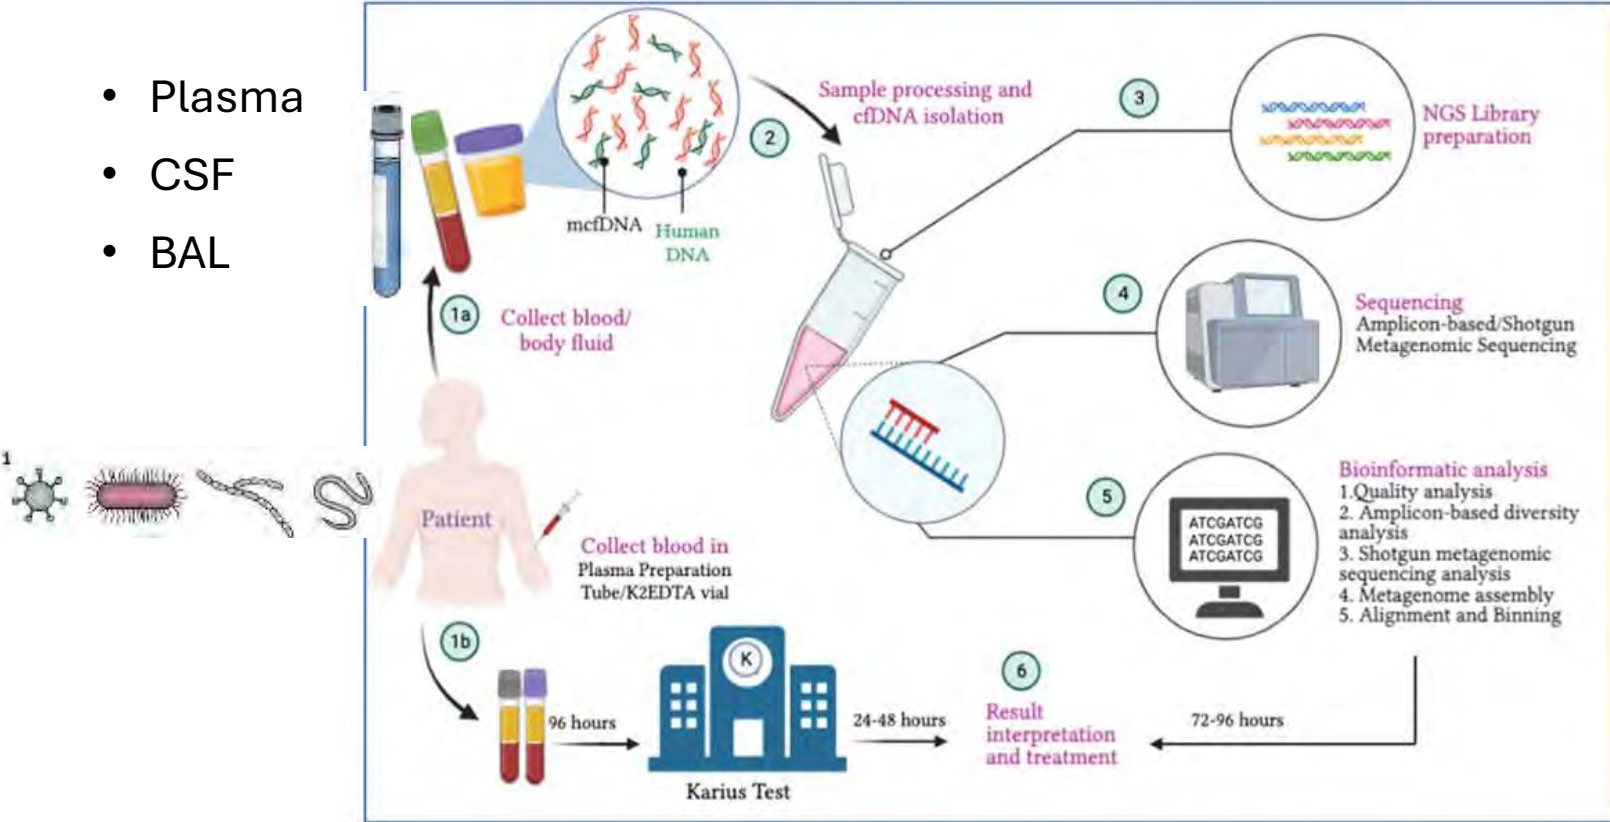 • Plasma
• CSF
• BAL
1
mcfDNA
Human
DNA
2
Sample processing and
cfDNA isolation
3
NGS Library
preparation
1a
Collect blood/
body fluid
4
Sequencing
Amplicon-based/Shotgun
Metagenomic Sequencing
Patient
Collect blood in
Plasma Preparation
Tube/K2EDTA vial
5
ATCGATCG
ATCGATCG
ATCGATCG
Bioinformatic analysis
1.Quality analysis
2. Amplicon-based diversity
analysis
3. Shotgun metagenomic
sequencing analysis
4. Metagenome assembly
5. Alignment and Binning
1b
96 hours
K
Karius Test
24-48 hours
6
Result
interpretation
and treatment
72-96 hours